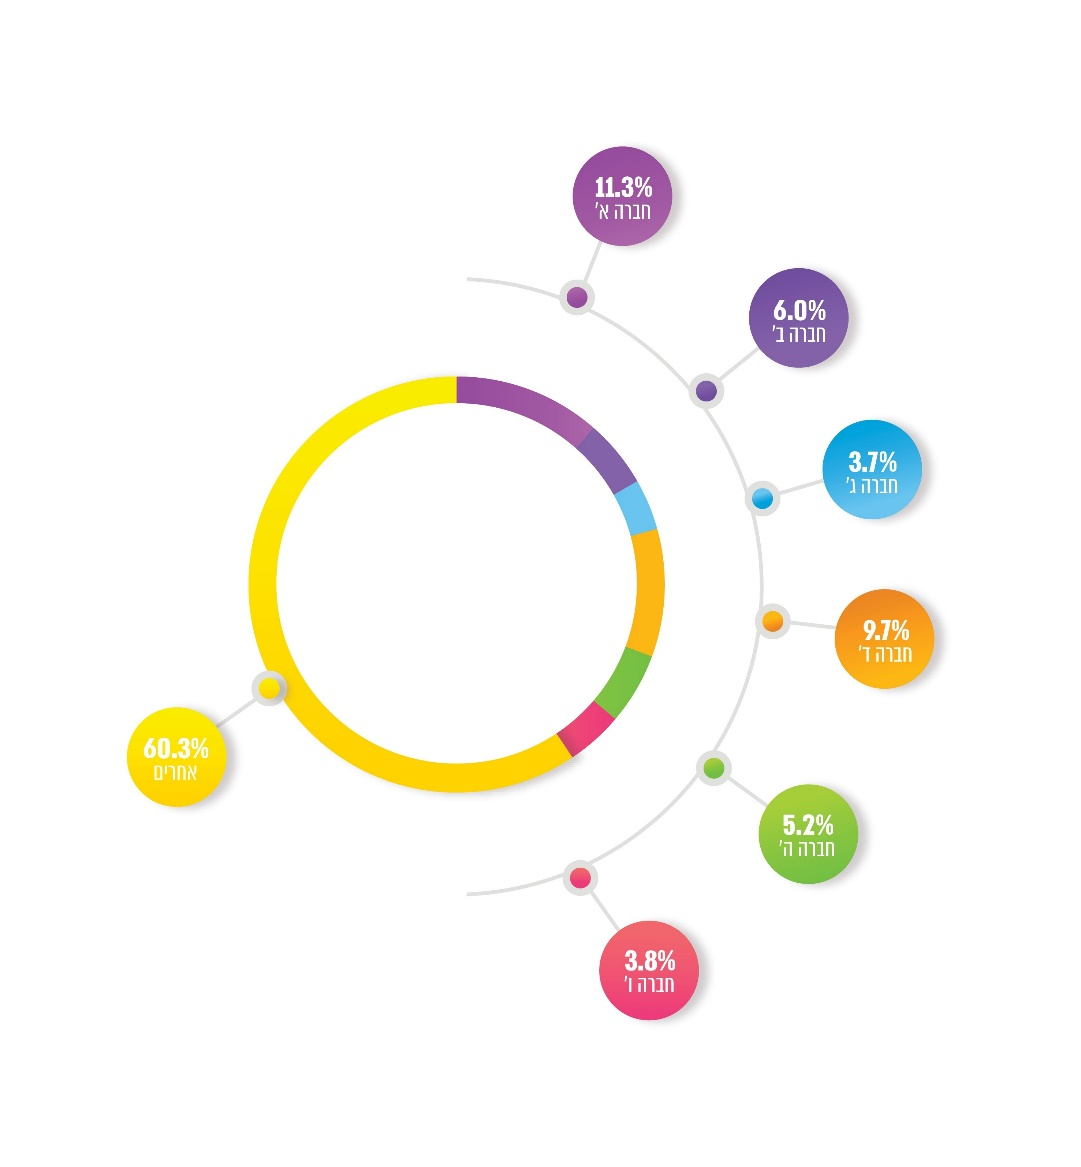 11.3%
חברה א'
6.0%
חברה ב'
3.7%
חברה ג'
9.7%
חברה ד'
5.2%
חברה ה'
3.8%
חברה ו'
60.3%
אחרים